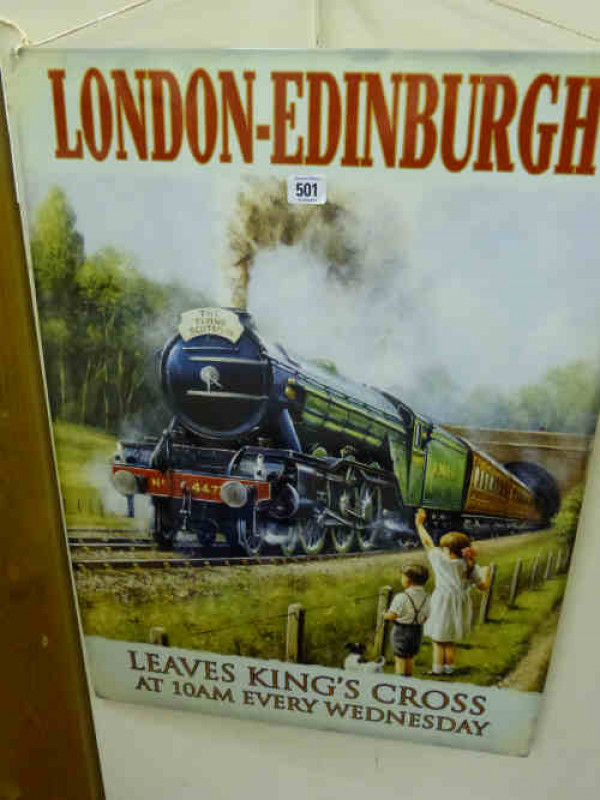 LONDON-EDINBURGH
501
THE
FLYING
SCOTSMAN
No 4472
LEAVES KING'S CROSS
AT 10AM EVERY WEDNESDAY